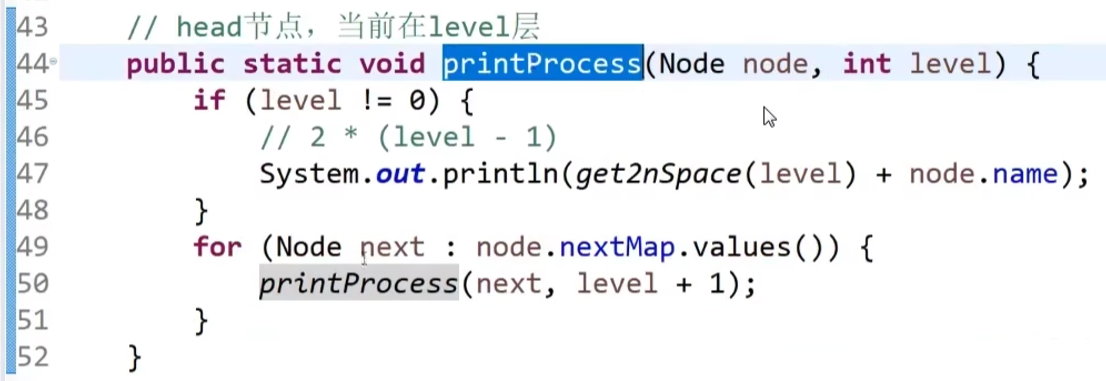 43 // head节点，当前在level层
44 public static void printProcess(Node node, int level) {
45 if (level != 0) {
46 // 2 * (level - 1)
47 System.out.println(get2nSpace(level) + node.name);
48 }
49 for (Node next : node.nextMap.values()) {
50 printProcess(next, level + 1);
51 }
52 }